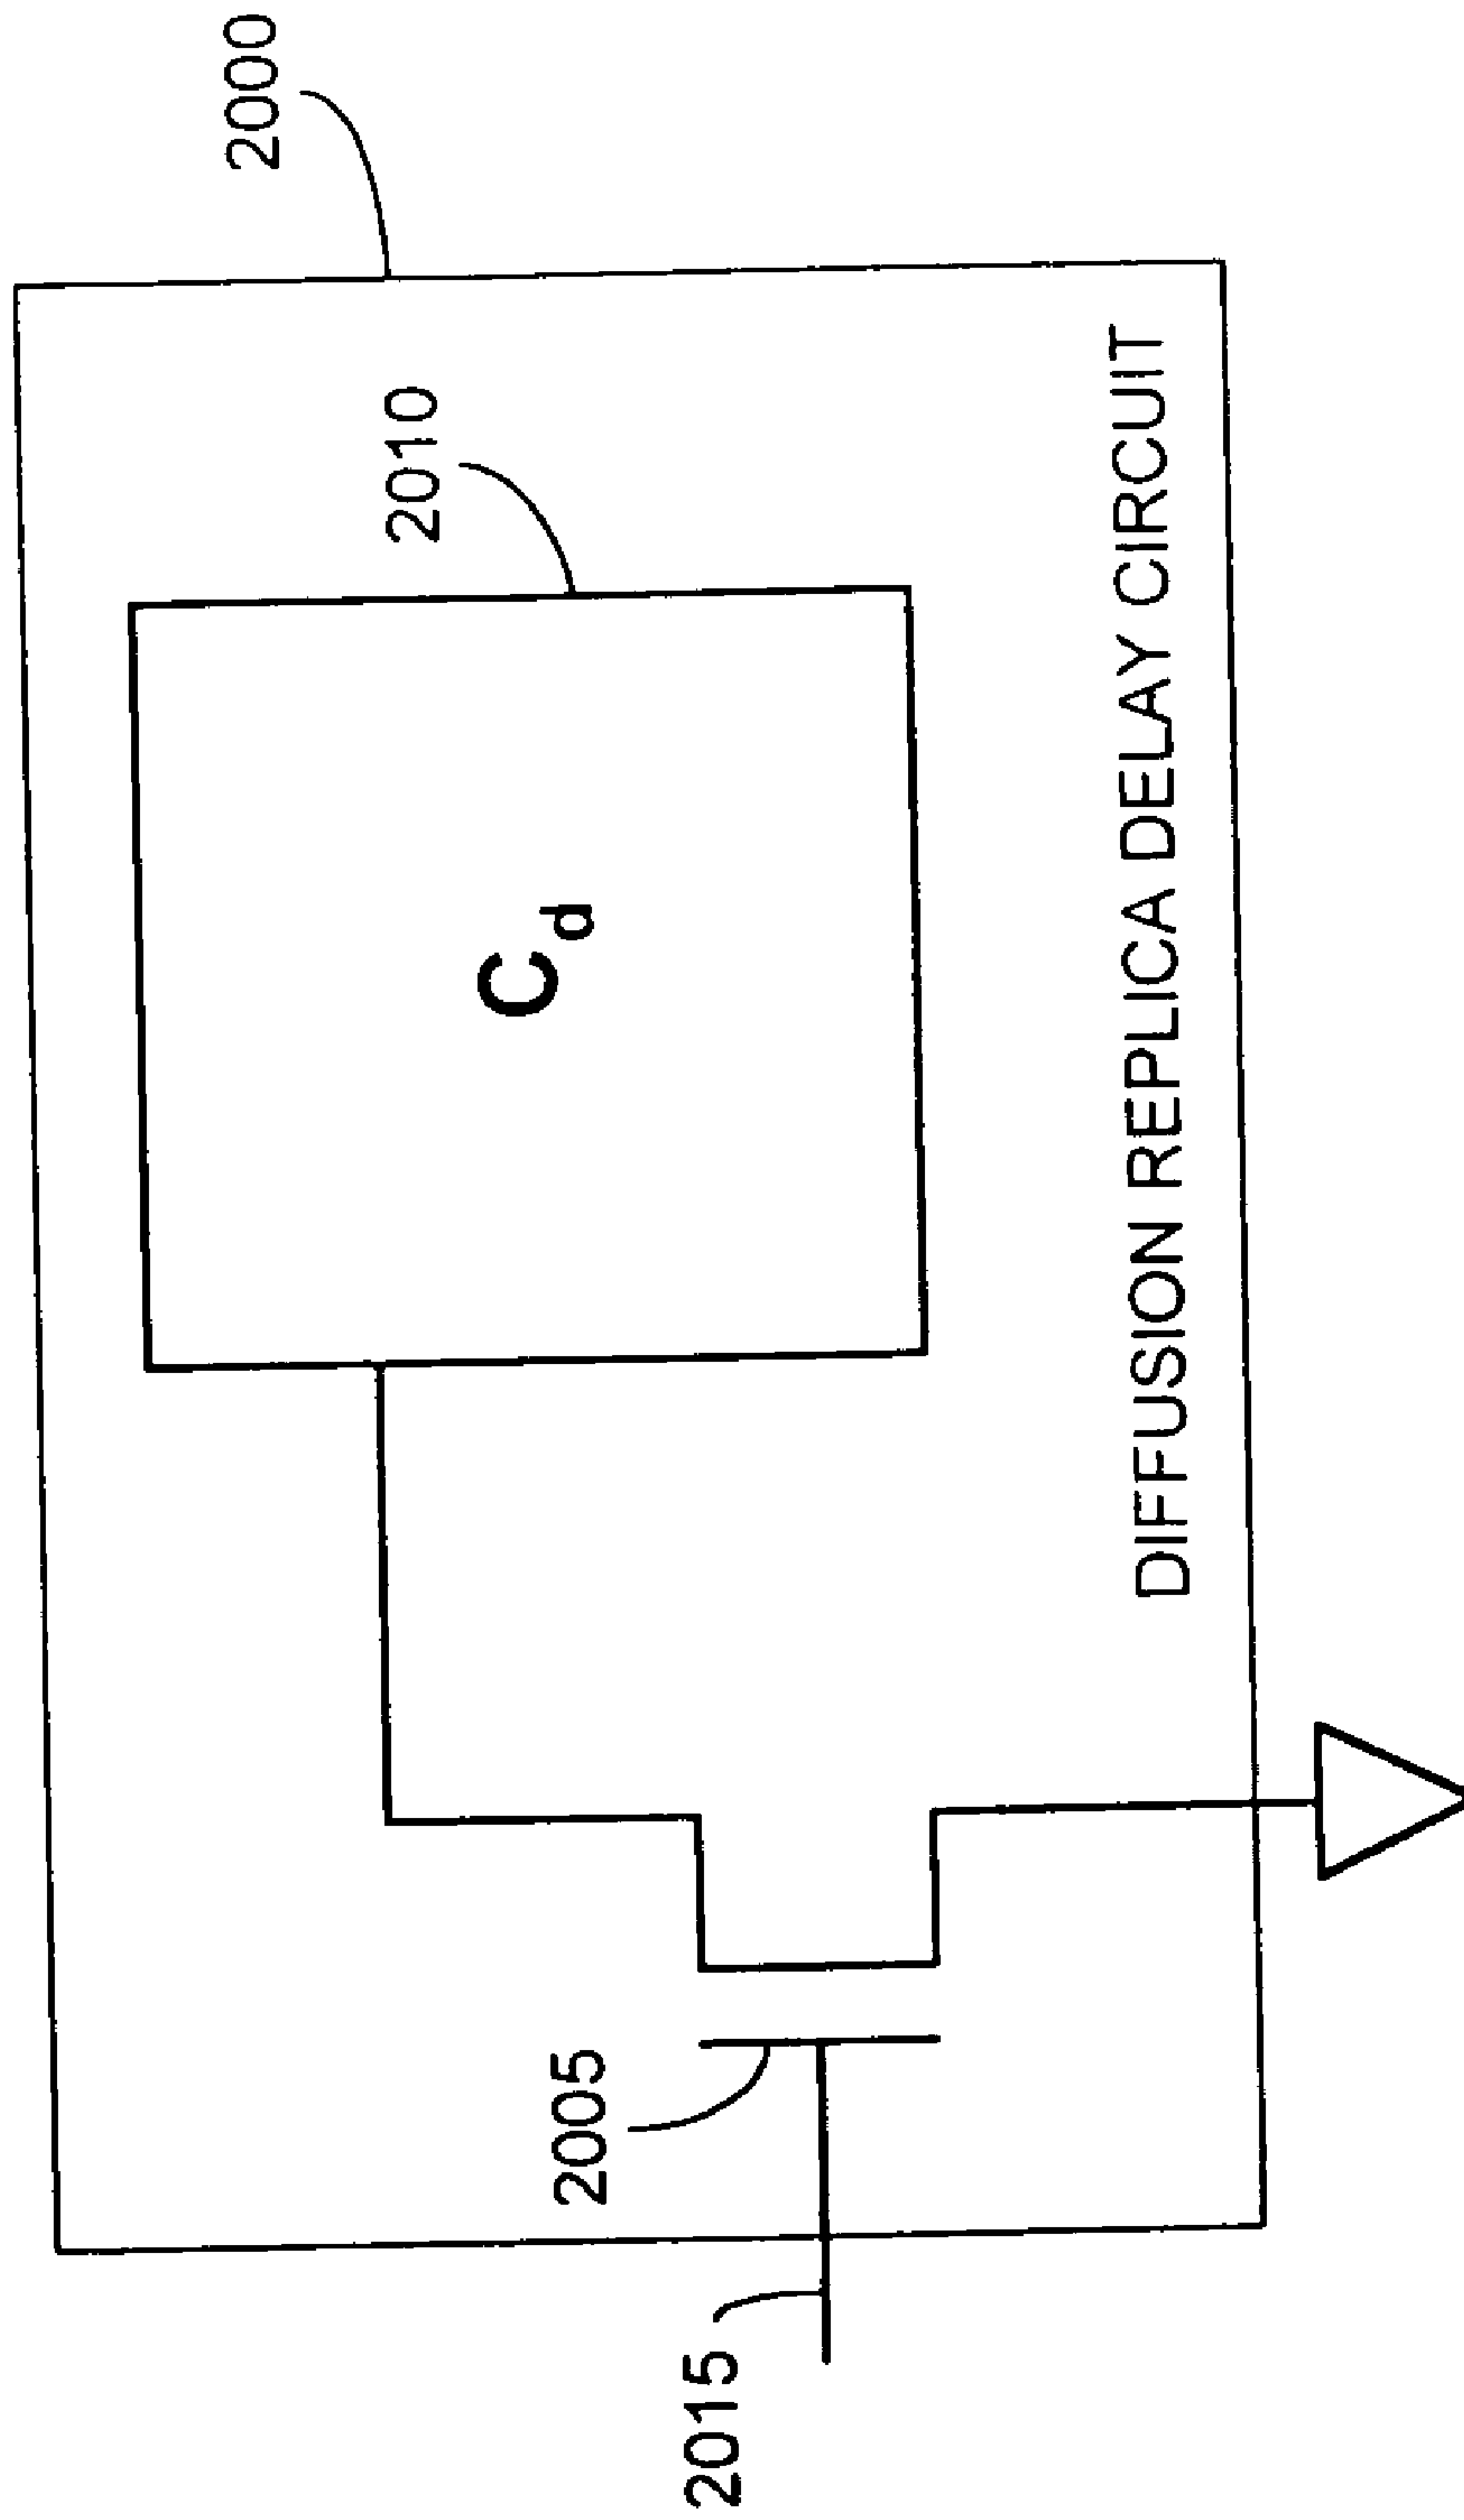 2000
2010
C d
2005
2015
DIFFUSION REPLICA DELAY CIRCUIT